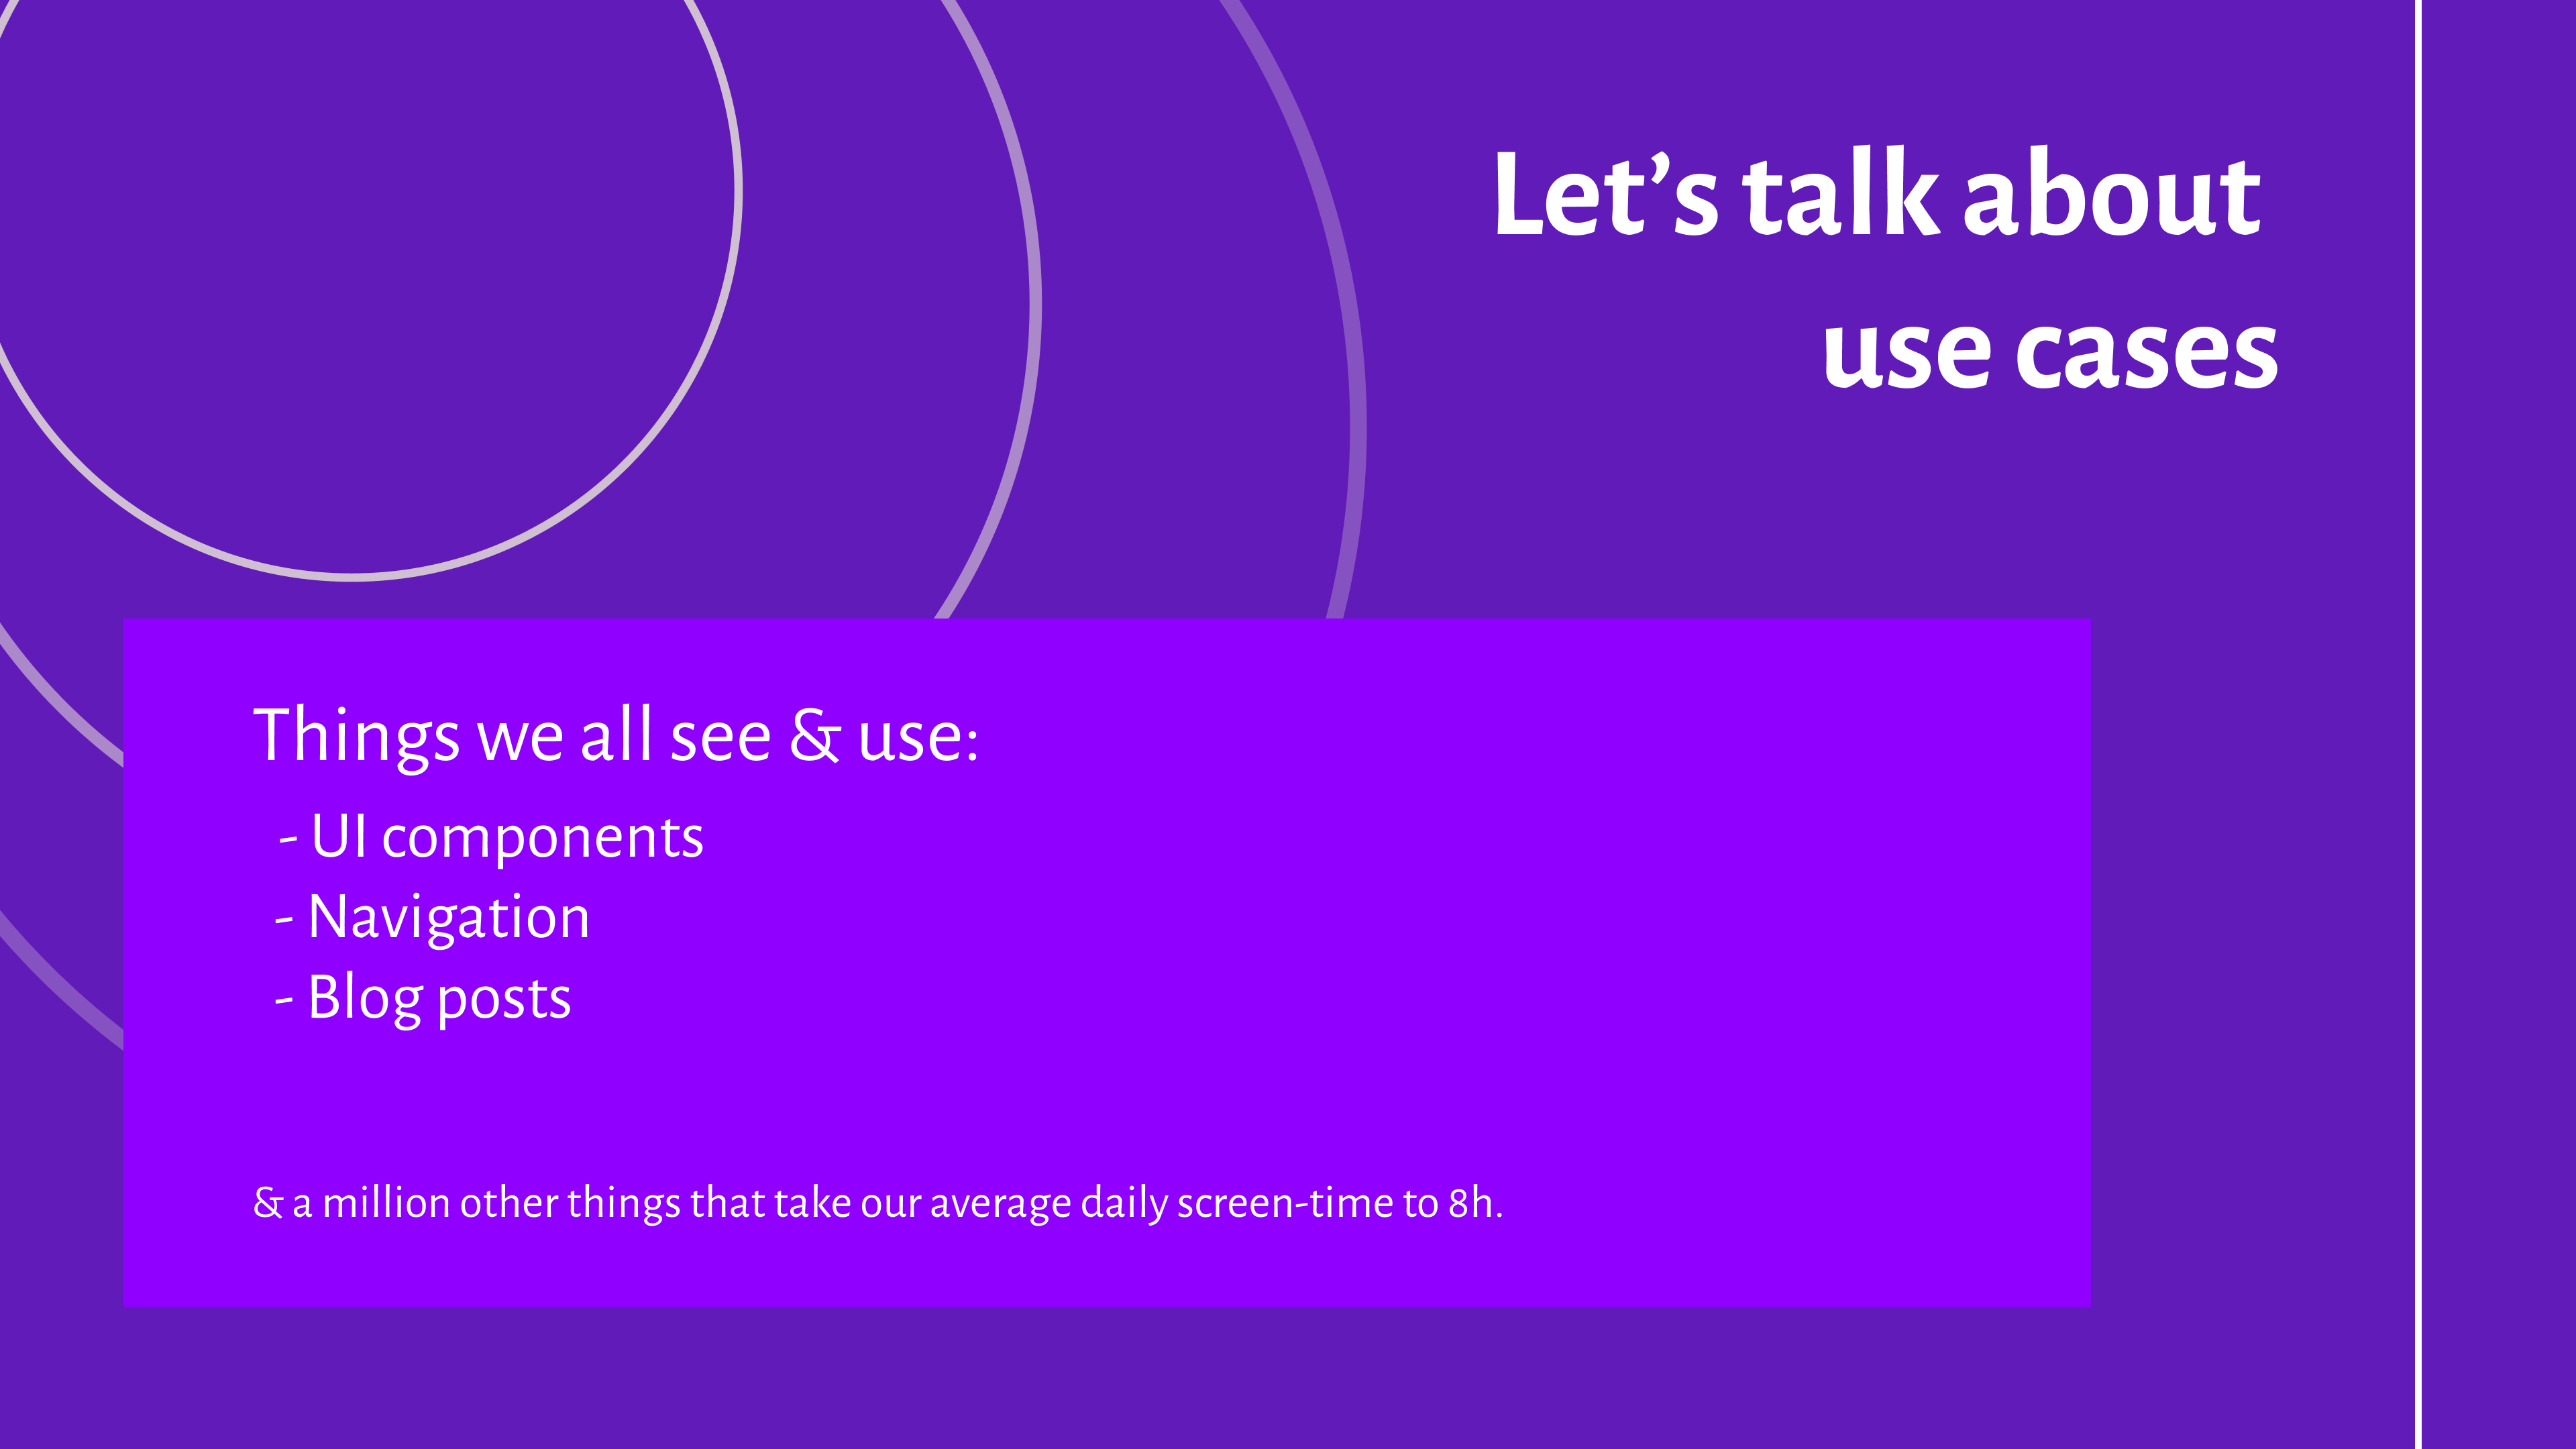 Let’s talk about
use cases
Things we all see & use:
- UI components
- Navigation
- Blog posts
& a million other things that take our average daily screen-time to 8h.